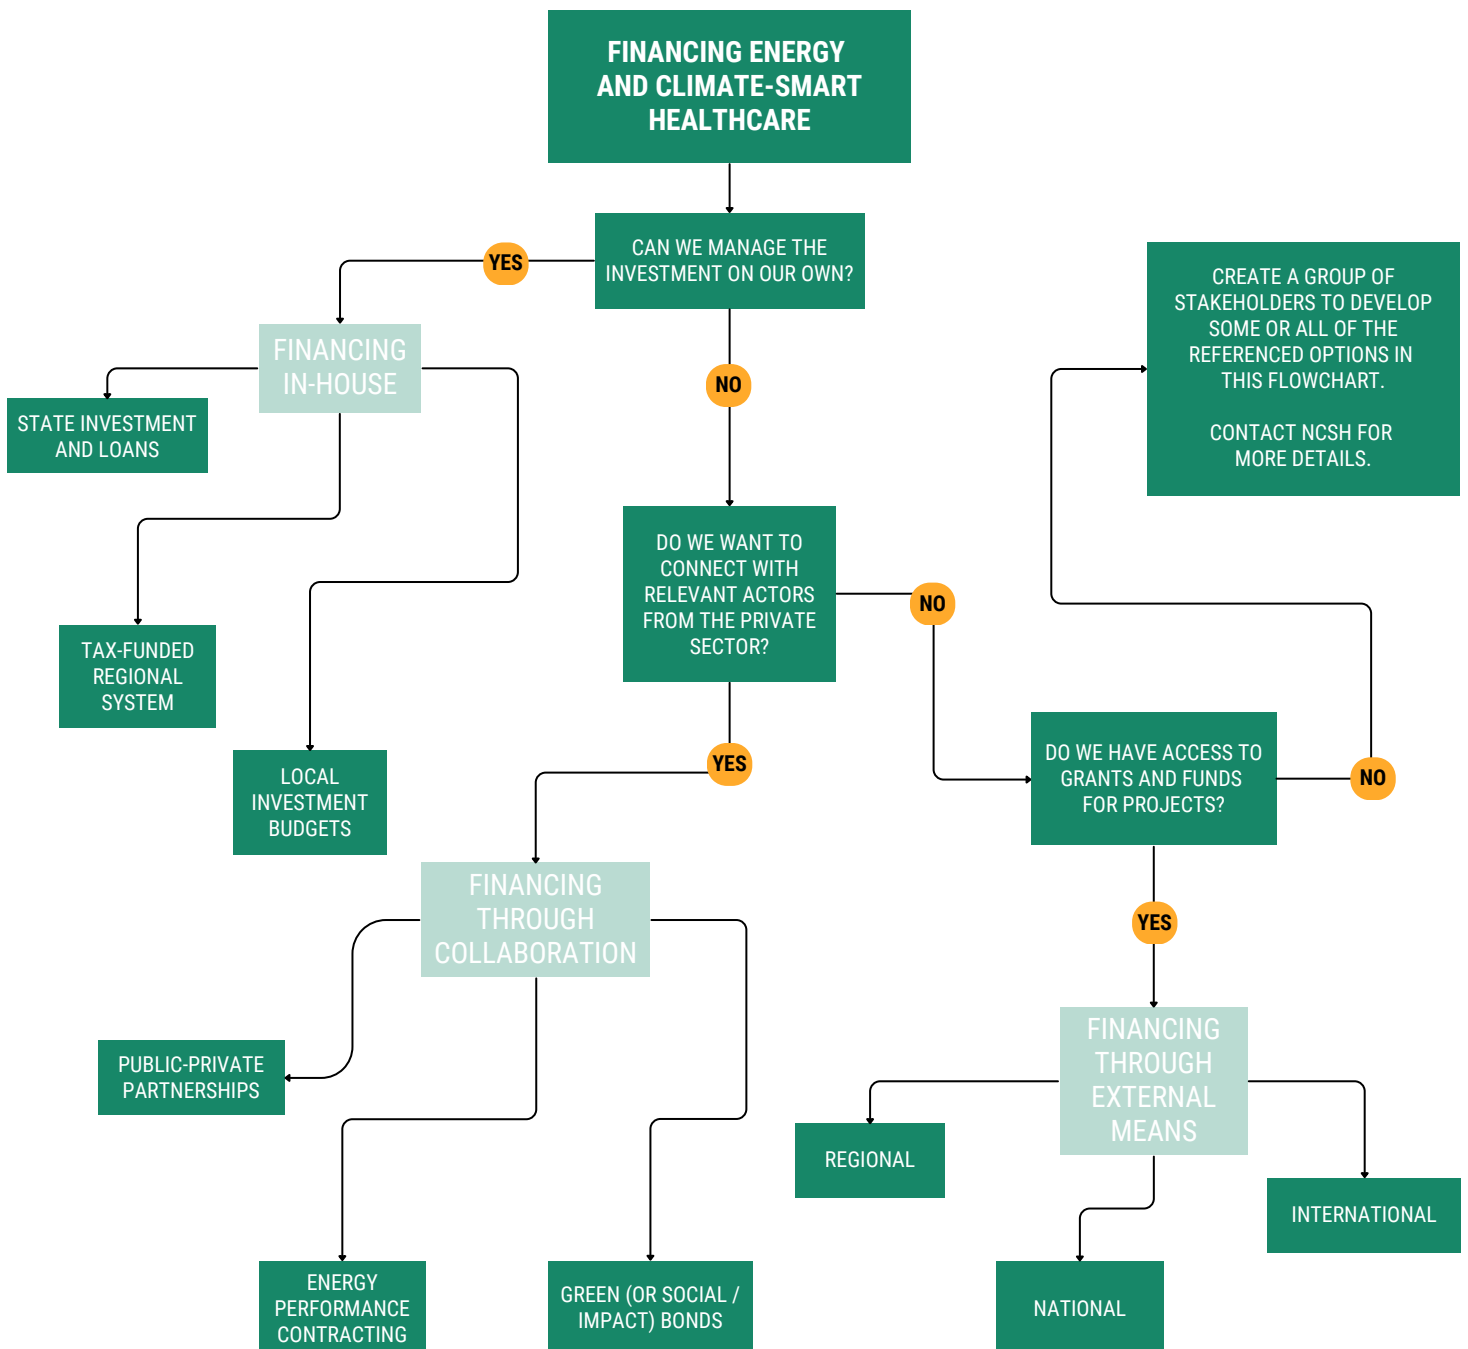 FINANCING ENERGY
AND CLIMATE-SMART
HEALTHCARE
CAN WE MANAGE THE
INVESTMENT ON OUR OWN?
YES
FINANCING
IN-HOUSE
STATE INVESTMENT
AND LOANS
TAX-FUNDED
REGIONAL
SYSTEM
LOCAL
INVESTMENT
BUDGETS
NO
DO WE WANT TO
CONNECT WITH
RELEVANT ACTORS
FROM THE PRIVATE
SECTOR?
YES
FINANCING
THROUGH
COLLABORATION
PUBLIC-PRIVATE
PARTNERSHIPS
ENERGY
PERFORMANCE
CONTRACTING
GREEN (OR SOCIAL /
IMPACT) BONDS
NO
DO WE HAVE ACCESS TO
GRANTS AND FUNDS
FOR PROJECTS?
YES
FINANCING
THROUGH
EXTERNAL
MEANS
REGIONAL
NATIONAL
INTERNATIONAL
NO
CREATE A GROUP OF
STAKEHOLDERS TO DEVELOP
SOME OR ALL OF THE
REFERENCED OPTIONS IN
THIS FLOWCHART.
CONTACT NCSH FOR
MORE DETAILS.